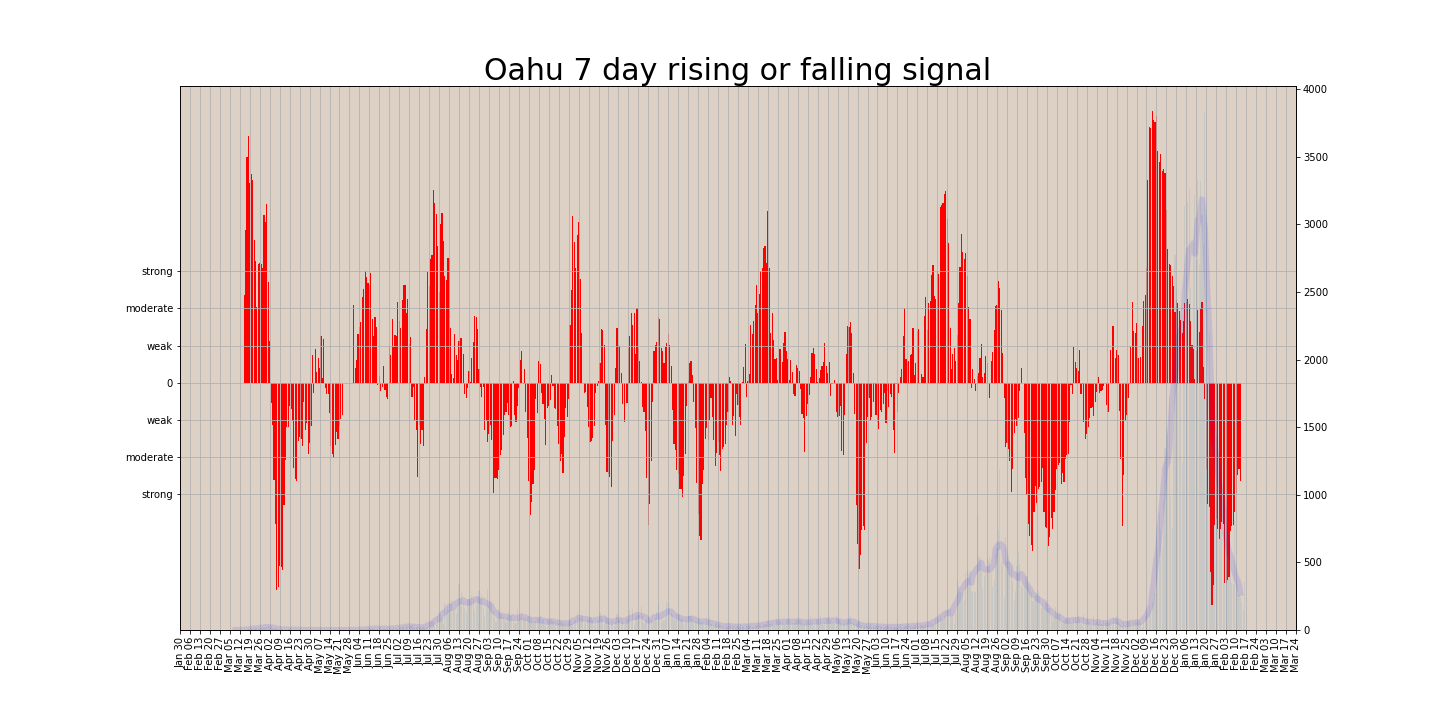 Oahu 7 day rising or falling signal
strong
moderate
weak
0
weak
moderate
strong
4000
3500
3000
2500
2000
1500
1000
500
0
Jan 30
Feb 06
Feb 13
Feb 20
Feb 27
Mar 05
Mar 12
Mar 19
Mar 26
Apr 02
Apr 09
Apr 16
Apr 23
Apr 30
May 07
May 14
May 21
May 28
Jun 04
Jun 11
Jun 18
Jun 25
Jul 02
Jul 09
Jul 16
Jul 23
Jul 30
Aug 06
Aug 13
Aug 20
Aug 27
Sep 03
Sep 10
Sep 17
Sep 24
Oct 01
Oct 08
Oct 15
Oct 22
Oct 29
Nov 05
Nov 12
Nov 19
Nov 26
Dec 03
Dec 10
Dec 17
Dec 24
Dec 31
Jan 07
Jan 14
Jan 21
Jan 28
Feb 04
Feb 11
Feb 18
Feb 25
Mar 04
Mar 11
Mar 18
Mar 25
Apr 01
Apr 08
Apr 15
Apr 22
Apr 29
May 06
May 13
May 20
May 27
Jun 03
Jun 10
Jun 17
Jun 24
Jul 01
Jul 08
Jul 15
Jul 22
Jul 29
Aug 05
Aug 12
Aug 19
Aug 26
Sep 02
Sep 09
Sep 16
Sep 23
Sep 30
Oct 07
Oct 14
Oct 21
Oct 28
Nov 04
Nov 11
Nov 18
Nov 25
Dec 02
Dec 09
Dec 16
Dec 23
Dec 30
Jan 06
Jan 13
Jan 20
Jan 27
Feb 03
Feb 10
Feb 17
Feb 24
Mar 03
Mar 10
Mar 17
Mar 24